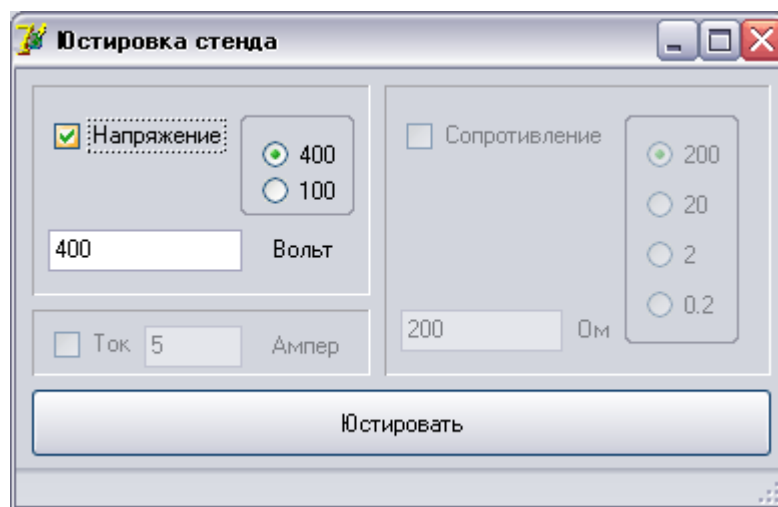 Юстировка стенда
Напряжение
400
100
400 Вольт
Ток 5 Ампер
Сопротивление
200
20
2
0.2
200 Ом
Юстировать